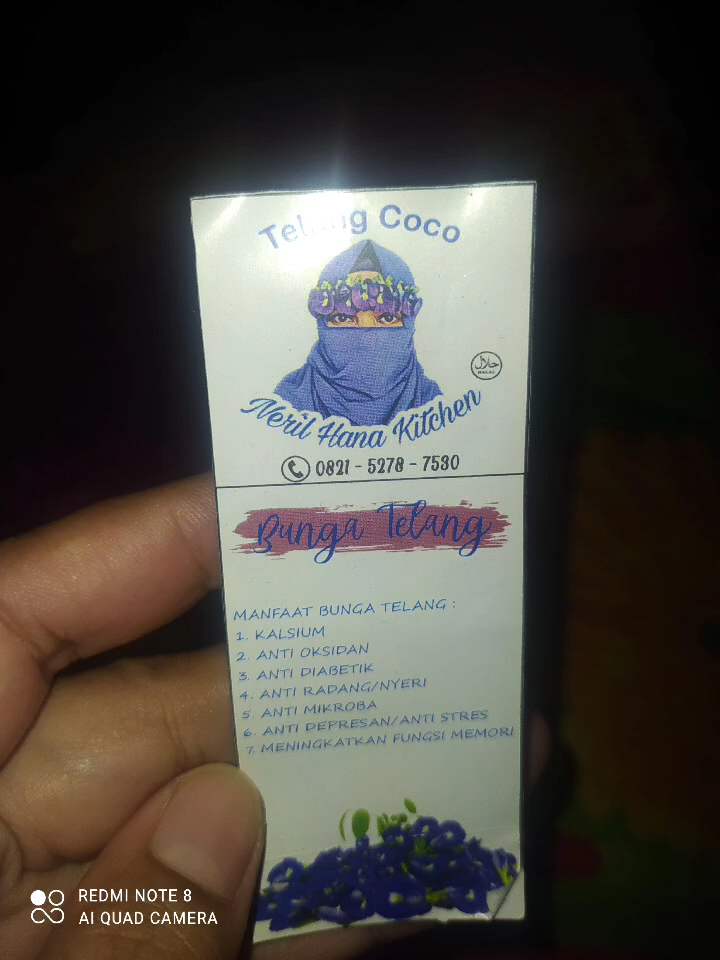 Telang Coco
حلال
HALAL
Neril Hana Kitchen
0821 - 5278 - 7530
Bunga Telang
MANFAAT BUNGA TELANG :
1. KALSIUM
2. ANTI OKSIDAN
3. ANTI DIABETIK
4. ANTI RADANG/NYERI
5. ANTI MIKROBA
6. ANTI DEPRESAN/ANTI STRES
7. MENINGKATKAN FUNGSI MEMORI
REDMI NOTE 8
AI QUAD CAMERA